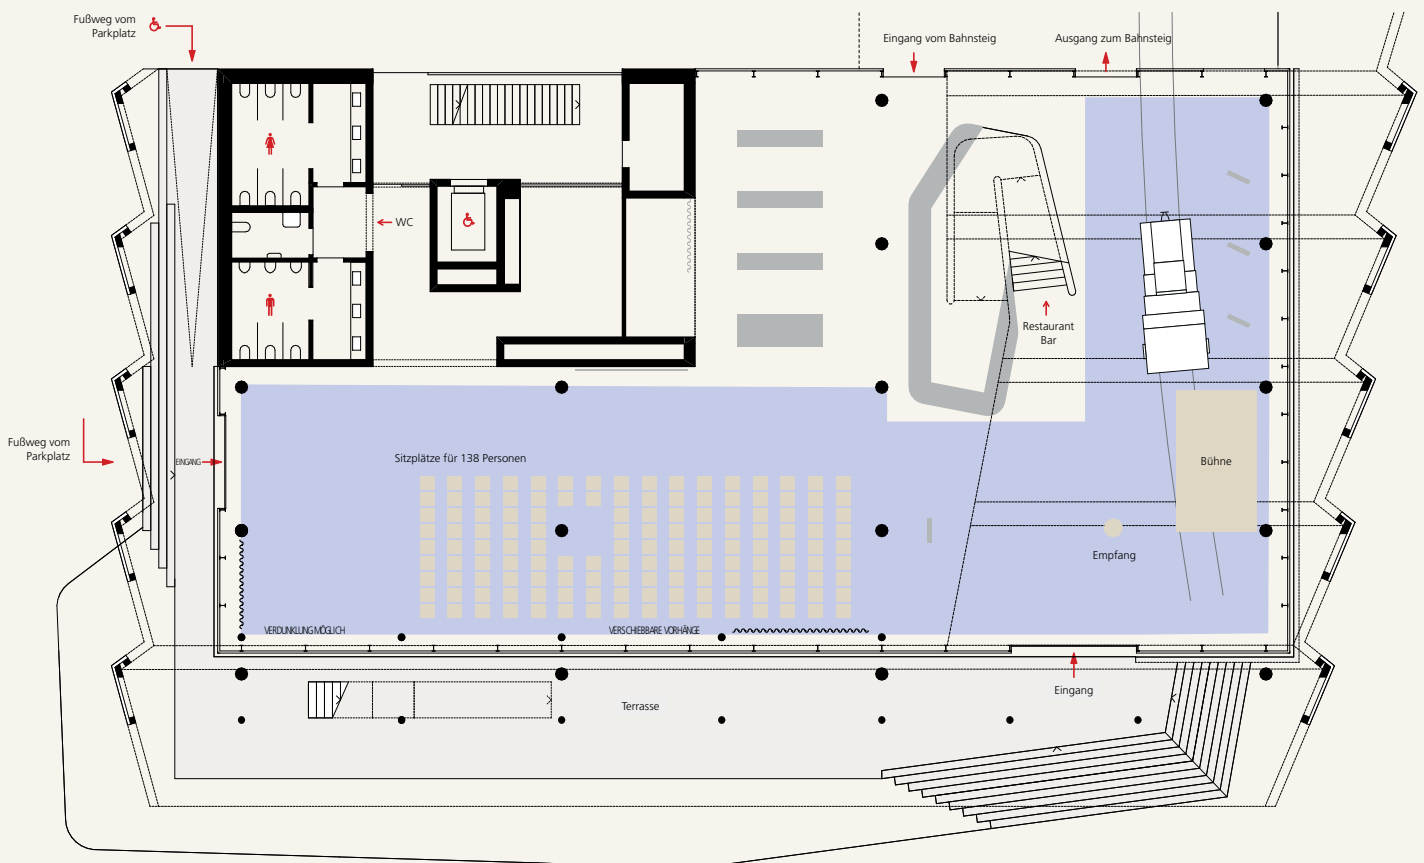 Fußweg vom
Parkplatz
Eingang vom Bahnsteig
Ausgang zum Bahnsteig
WC
Restaurant
Bar
Fußweg vom
Parkplatz
EINGANG
Sitzplätze für 138 Personen
Bühne
Empfang
VERDUNKLUNG MÖGLICH
VERSCHIEBBARE VORHÄNGE
Eingang
Terrasse